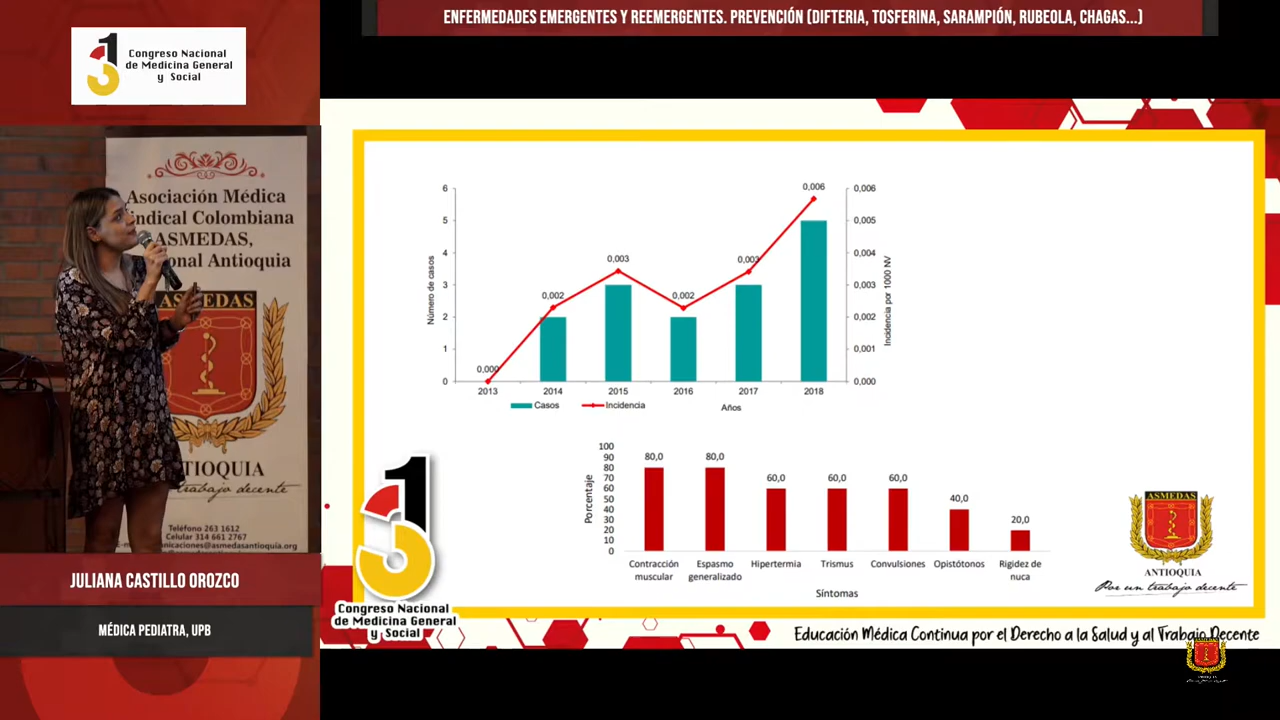 ENFERMEDADES EMERGENTES Y REEMERGENTES. PREVENCIÓN (DIFTERIA, TOSFERINA, SARAMPIÓN, RUBEOLA, CHAGAS...)
Congreso Nacional
de Medicina General
y Social
Asociación Médica
Sindical Colombiana
ASMEDAS,
Antioquia
ASMEDAS
trabajo decente
Teléfono 263 1612
Celular 314 661 2767
@asmedasantioquia.org
JULIANA CASTILLO OROZCO
MÉDICA PEDIATRA, UPB
Número de casos
6
5
4
3
2
1
0
0,000
0,002
0,003
0,002
0,003
0,006
0,006
0,005
0,004
0,003
0,002
0,001
0,000
Incidencia por 1000 NV
2013 2014 2015 2016 2017 2018
Casos Incidencia Años
Porcentaje
100
90
80
70
60
50
40
30
20
10
0
80,0 80,0 60,0 60,0 60,0 40,0 20,0
Contracción muscular
Espasmo generalizado
Hipertermia
Trismus
Convulsiones
Opistótonos
Rigidez de nuca
Síntomas
Congreso Nacional
de Medicina General
y Social
ASMEDAS
ANTIOQUIA
Por un trabajo decente
Educación Médica Continua por el Derecho a la Salud y al Trabajo Decente